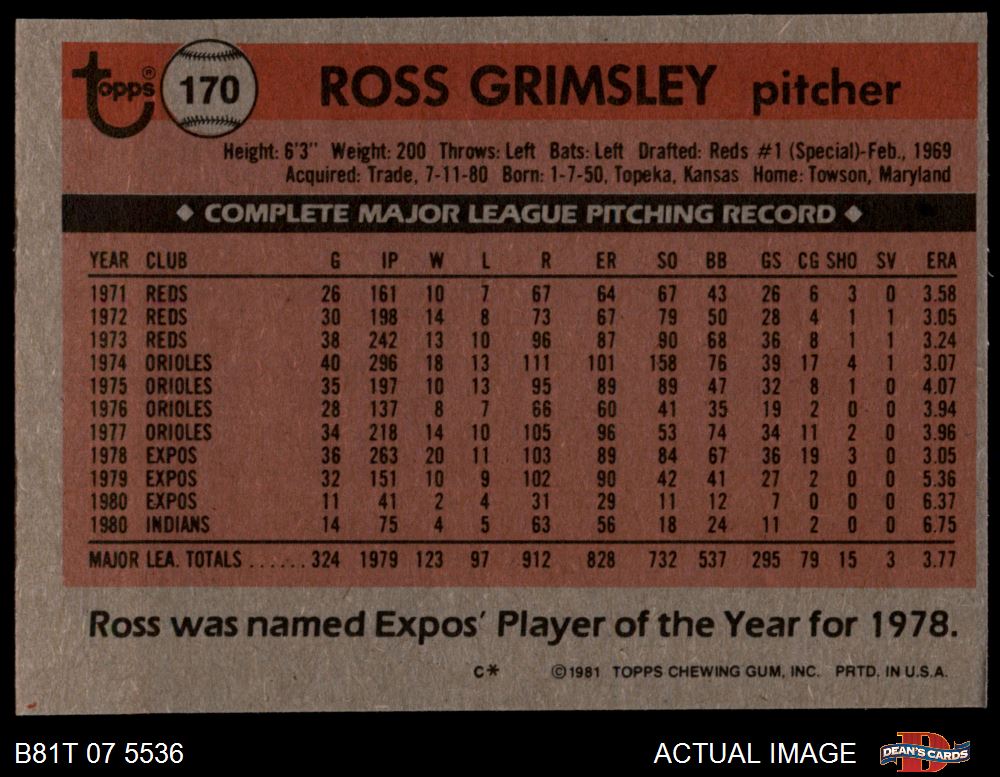 topps® 170 ROSS GRIMSLEY pitcher
Height: 6'3" Weight: 200 Throws: Left Bats: Left Drafted: Reds #1 (Special)-Feb., 1969
Acquired: Trade, 7-11-80 Born: 1-7-50, Topeka, Kansas Home: Towson, Maryland
◆ COMPLETE MAJOR LEAGUE PITCHING RECORD ◆
YEAR CLUB G IP W L R ER SO BB GS CG SHO SV ERA
1971 REDS 26 161 10 7 67 64 67 43 26 6 3 0 3.58
1972 REDS 30 198 14 8 73 67 79 50 28 4 1 1 3.05
1973 REDS 38 242 13 10 96 87 90 68 36 8 1 1 3.24
1974 ORIOLES 40 296 18 13 111 101 158 76 39 17 4 1 3.07
1975 ORIOLES 35 197 10 13 95 89 89 47 32 8 1 0 4.07
1976 ORIOLES 28 137 8 7 66 60 41 35 19 2 0 0 3.94
1977 ORIOLES 34 218 14 10 105 96 53 74 34 11 2 0 3.96
1978 EXPOS 36 263 20 11 103 89 84 67 36 19 3 0 3.05
1979 EXPOS 32 151 10 9 102 90 42 41 27 2 0 0 5.36
1980 EXPOS 11 41 2 4 31 29 11 12 7 0 0 0 6.37
1980 INDIANS 14 75 4 5 63 56 18 24 11 2 0 0 6.75
MAJOR LEA. TOTALS ...... 324 1979 123 97 912 828 732 537 295 79 15 3 3.77
Ross was named Expos' Player of the Year for 1978.
C* ©1981 TOPPS CHEWING GUM, INC. PRTD. IN U.S.A.
B81T 07 5536 ACTUAL IMAGE DEAN'S CARDS